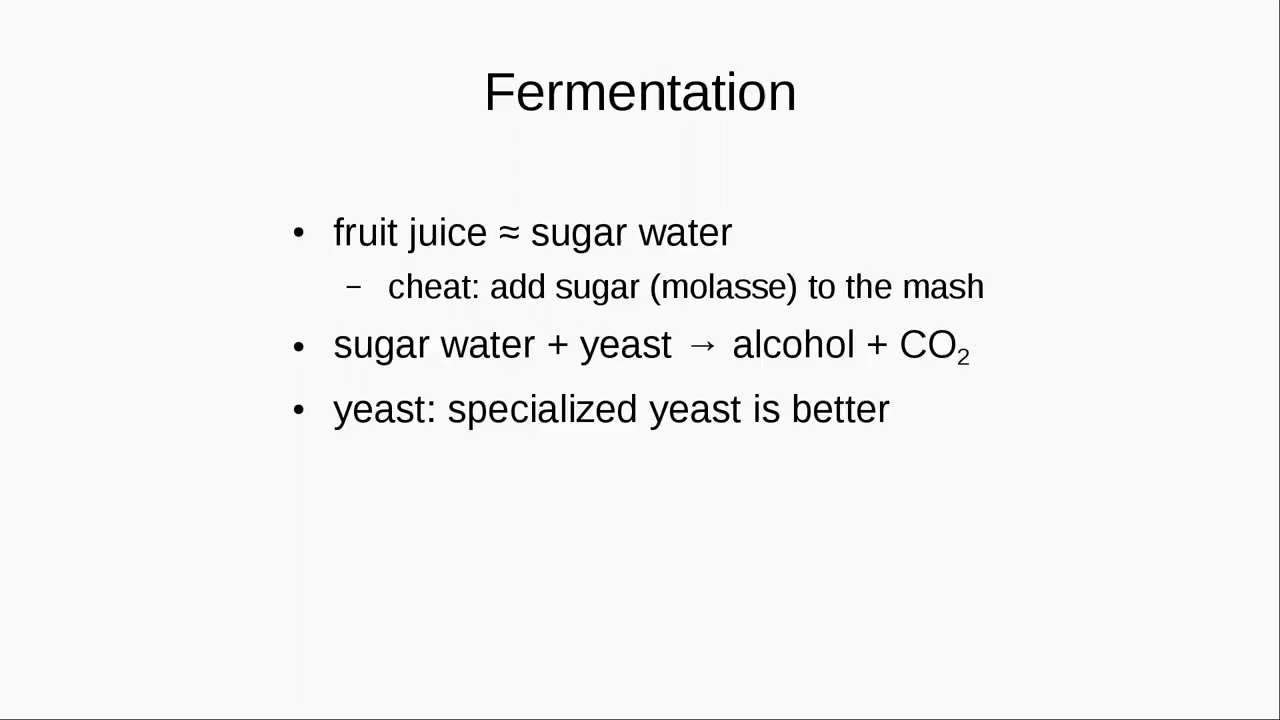 Fermentation
• fruit juice ≈ sugar water
– cheat: add sugar (molasse) to the mash
• sugar water + yeast → alcohol + CO₂
• yeast: specialized yeast is better